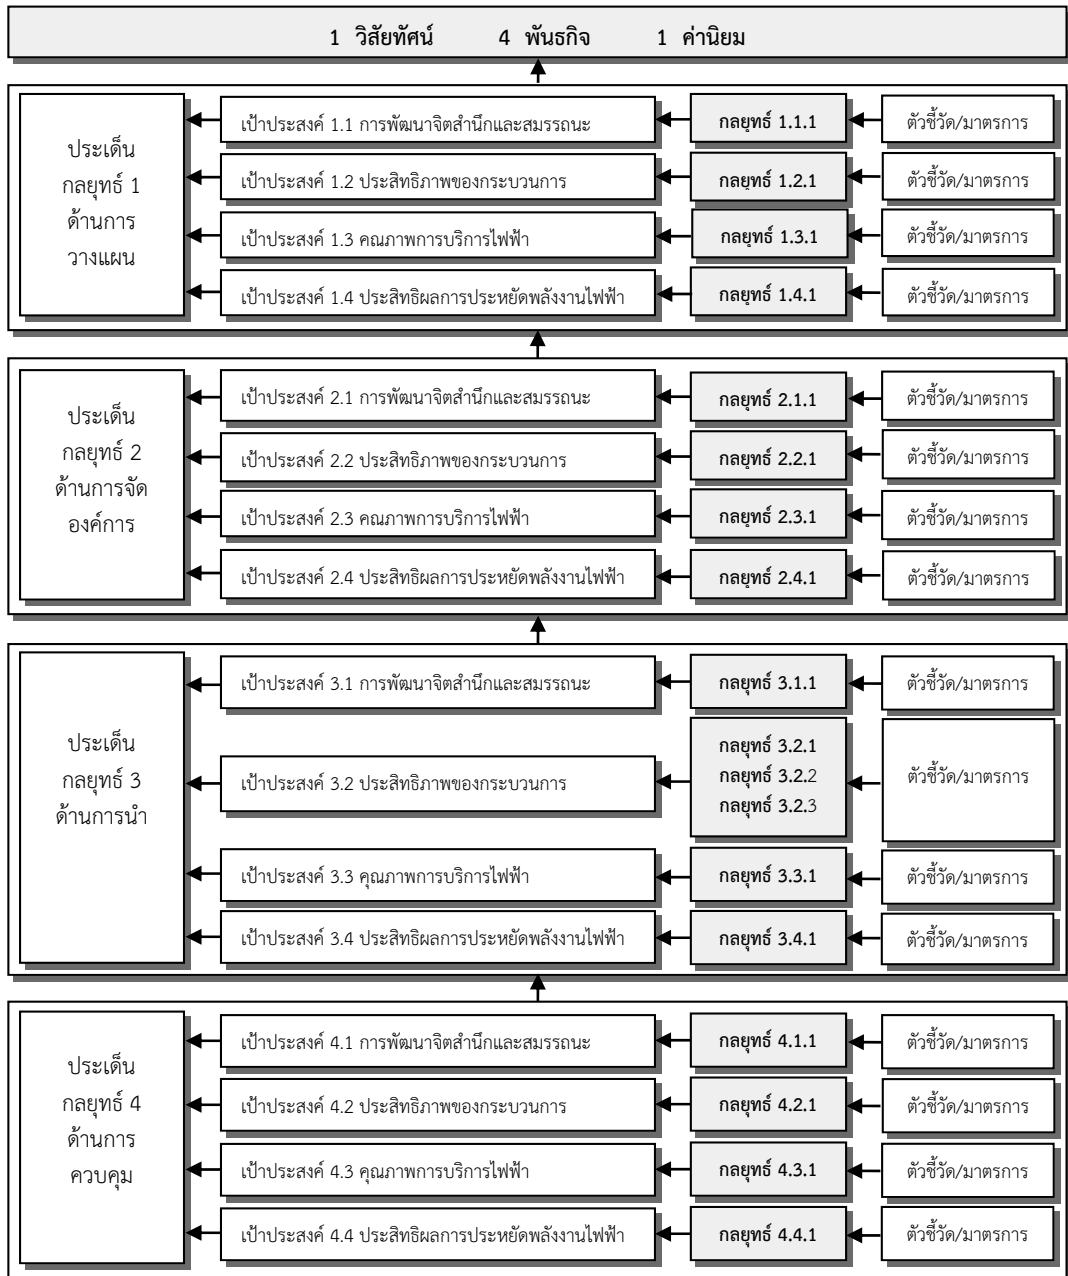 1 วิสัยทัศน์ 4 พันธกิจ 1 ค่านิยม
ประเด็น
กลยุทธ์ 1
ด้านการ
วางแผน
เป้าประสงค์ 1.1 การพัฒนาจิตสำนึกและสมรรถนะ
กลยุทธ์ 1.1.1
ตัวชี้วัด/มาตรการ
เป้าประสงค์ 1.2 ประสิทธิภาพของกระบวนการ
กลยุทธ์ 1.2.1
ตัวชี้วัด/มาตรการ
เป้าประสงค์ 1.3 คุณภาพการบริการไฟฟ้า
กลยุทธ์ 1.3.1
ตัวชี้วัด/มาตรการ
เป้าประสงค์ 1.4 ประสิทธิผลการประหยัดพลังงานไฟฟ้า
กลยุทธ์ 1.4.1
ตัวชี้วัด/มาตรการ
ประเด็น
กลยุทธ์ 2
ด้านการจัด
องค์การ
เป้าประสงค์ 2.1 การพัฒนาจิตสำนึกและสมรรถนะ
กลยุทธ์ 2.1.1
ตัวชี้วัด/มาตรการ
เป้าประสงค์ 2.2 ประสิทธิภาพของกระบวนการ
กลยุทธ์ 2.2.1
ตัวชี้วัด/มาตรการ
เป้าประสงค์ 2.3 คุณภาพการบริการไฟฟ้า
กลยุทธ์ 2.3.1
ตัวชี้วัด/มาตรการ
เป้าประสงค์ 2.4 ประสิทธิผลการประหยัดพลังงานไฟฟ้า
กลยุทธ์ 2.4.1
ตัวชี้วัด/มาตรการ
ประเด็น
กลยุทธ์ 3
ด้านการนำ
เป้าประสงค์ 3.1 การพัฒนาจิตสำนึกและสมรรถนะ
กลยุทธ์ 3.1.1
ตัวชี้วัด/มาตรการ
เป้าประสงค์ 3.2 ประสิทธิภาพของกระบวนการ
กลยุทธ์ 3.2.1
กลยุทธ์ 3.2.2
กลยุทธ์ 3.2.3
ตัวชี้วัด/มาตรการ
เป้าประสงค์ 3.3 คุณภาพการบริการไฟฟ้า
กลยุทธ์ 3.3.1
ตัวชี้วัด/มาตรการ
เป้าประสงค์ 3.4 ประสิทธิผลการประหยัดพลังงานไฟฟ้า
กลยุทธ์ 3.4.1
ตัวชี้วัด/มาตรการ
ประเด็น
กลยุทธ์ 4
ด้านการ
ควบคุม
เป้าประสงค์ 4.1 การพัฒนาจิตสำนึกและสมรรถนะ
กลยุทธ์ 4.1.1
ตัวชี้วัด/มาตรการ
เป้าประสงค์ 4.2 ประสิทธิภาพของกระบวนการ
กลยุทธ์ 4.2.1
ตัวชี้วัด/มาตรการ
เป้าประสงค์ 4.3 คุณภาพการบริการไฟฟ้า
กลยุทธ์ 4.3.1
ตัวชี้วัด/มาตรการ
เป้าประสงค์ 4.4 ประสิทธิผลการประหยัดพลังงานไฟฟ้า
กลยุทธ์ 4.4.1
ตัวชี้วัด/มาตรการ